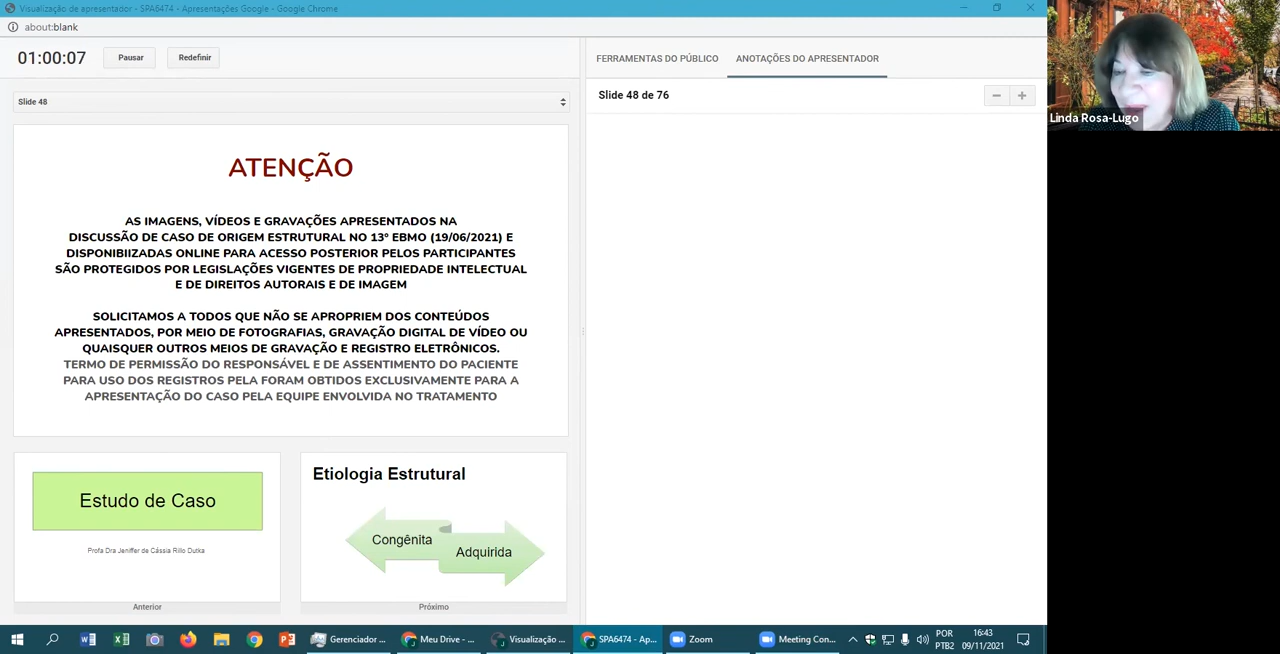 Visualização de apresentador - SPA6474 - Apresentações Google - Google Chrome
about:blank
01:00:07
Pausar
Redefinir
FERRAMENTAS DO PÚBLICO
ANOTAÇÕES DO APRESENTADOR
Slide 48
Slide 48 de 76
ATENÇÃO
AS IMAGENS, VÍDEOS E GRAVAÇÕES APRESENTADOS NA
DISCUSSÃO DE CASO DE ORIGEM ESTRUTURAL NO 13º EBMO (19/06/2021) E
DISPONIBIIZADAS ONLINE PARA ACESSO POSTERIOR PELOS PARTICIPANTES
SÃO PROTEGIDOS POR LEGISLAÇÕES VIGENTES DE PROPRIEDADE INTELECTUAL
E DE DIREITOS AUTORAIS E DE IMAGEM
SOLICITAMOS A TODOS QUE NÃO SE APROPRIEM DOS CONTEÚDOS
APRESENTADOS, POR MEIO DE FOTOGRAFIAS, GRAVAÇÃO DIGITAL DE VÍDEO OU
QUAISQUER OUTROS MEIOS DE GRAVAÇÃO E REGISTRO ELETRÔNICOS.
TERMO DE PERMISSÃO DO RESPONSÁVEL E DE ASSENTIMENTO DO PACIENTE
PARA USO DOS REGISTROS PELA FORAM OBTIDOS EXCLUSIVAMENTE PARA A
APRESENTAÇÃO DO CASO PELA EQUIPE ENVOLVIDA NO TRATAMENTO
Estudo de Caso
Profa Dra Jeniffer de Cássia Rillo Dutka
Anterior
Etiologia Estrutural
Congênita
Adquirida
Próximo
Linda Rosa-Lugo
Gerenciador ...
Meu Drive - ...
Visualização ...
SPA6474 - Ap...
Zoom
Meeting Con...
POR
PTB2
16:43
09/11/2021